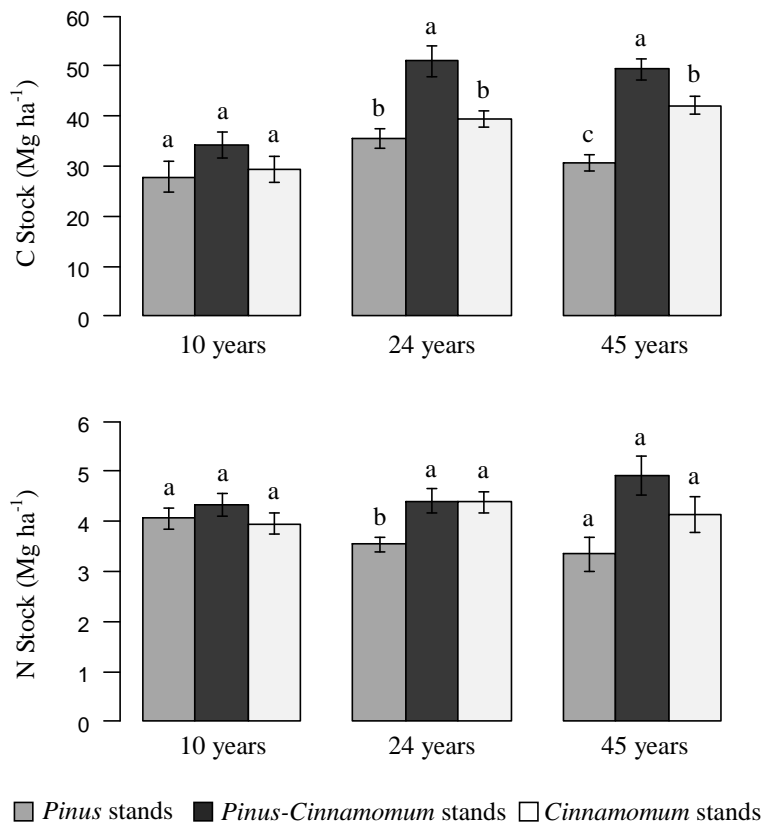 60
50
40
30
20
10
0
C Stock (Mg ha⁻¹)
a a a
b a b
c a b
10 years 24 years 45 years
6
5
4
3
2
1
0
N Stock (Mg ha⁻¹)
a a a
b a a
a a a
10 years 24 years 45 years
Pinus stands Pinus-Cinnamomum stands Cinnamomum stands